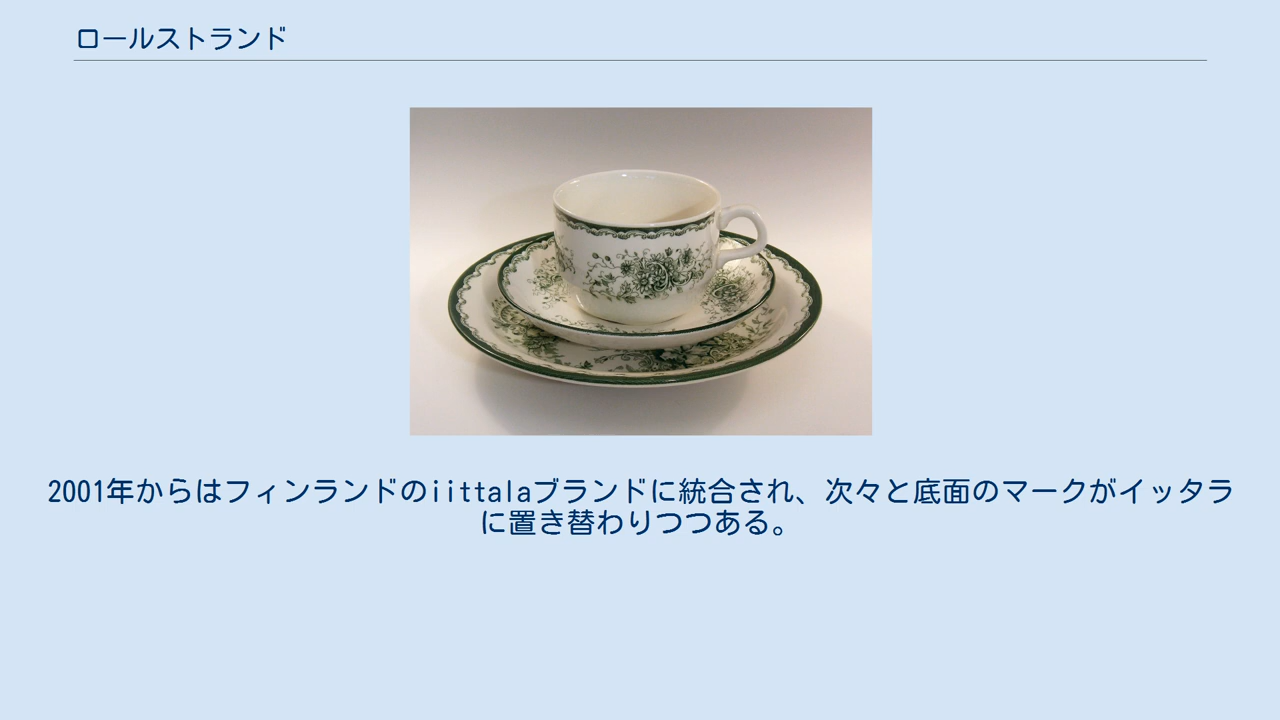 ロールストランド
2001年からはフィンランドのiittalaブランドに統合され、次々と底面のマークがイッタラ
に置き替わりつつある。